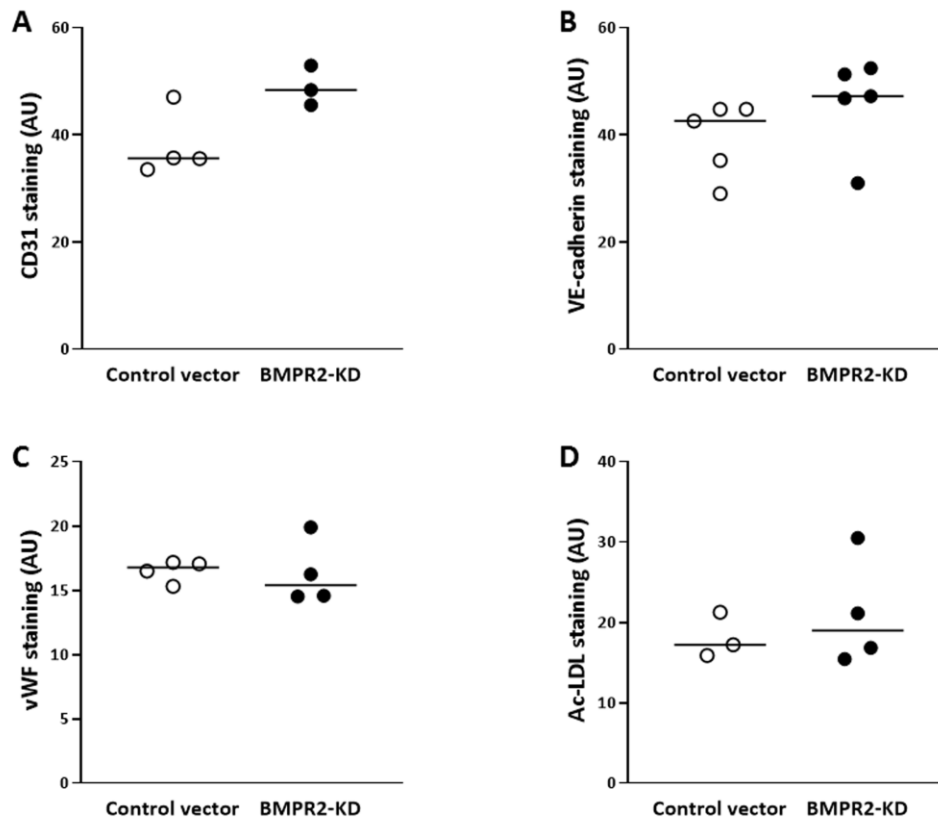 A
CD31 staining (AU)
60
40
20
0
Control vector BMPR2-KD
B
VE-cadherin staining (AU)
60
40
20
0
Control vector BMPR2-KD
C
vWF staining (AU)
25
20
15
10
5
0
Control vector BMPR2-KD
D
Ac-LDL staining (AU)
40
30
20
10
0
Control vector BMPR2-KD